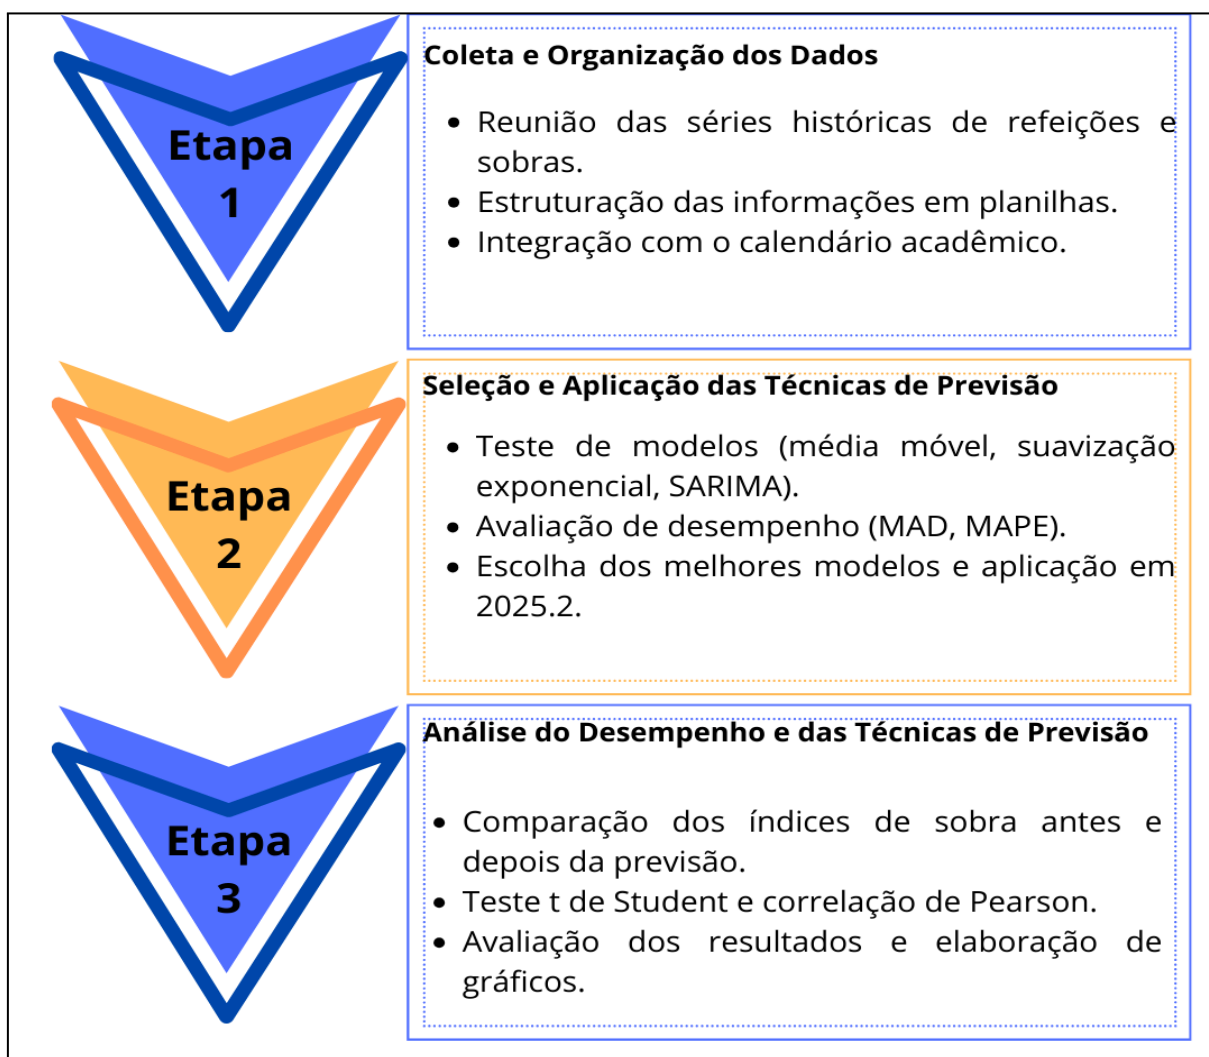 Etapa
1
Coleta e Organização dos Dados
• Reunião das séries históricas de refeições e
sobras.
• Estruturação das informações em planilhas.
• Integração com o calendário acadêmico.
Etapa
2
Seleção e Aplicação das Técnicas de Previsão
• Teste de modelos (média móvel, suavização
exponencial, SARIMA).
• Avaliação de desempenho (MAD, MAPE).
• Escolha dos melhores modelos e aplicação em
2025.2.
Etapa
3
Análise do Desempenho e das Técnicas de Previsão
• Comparação dos índices de sobra antes e
depois da previsão.
• Teste t de Student e correlação de Pearson.
• Avaliação dos resultados e elaboração de
gráficos.